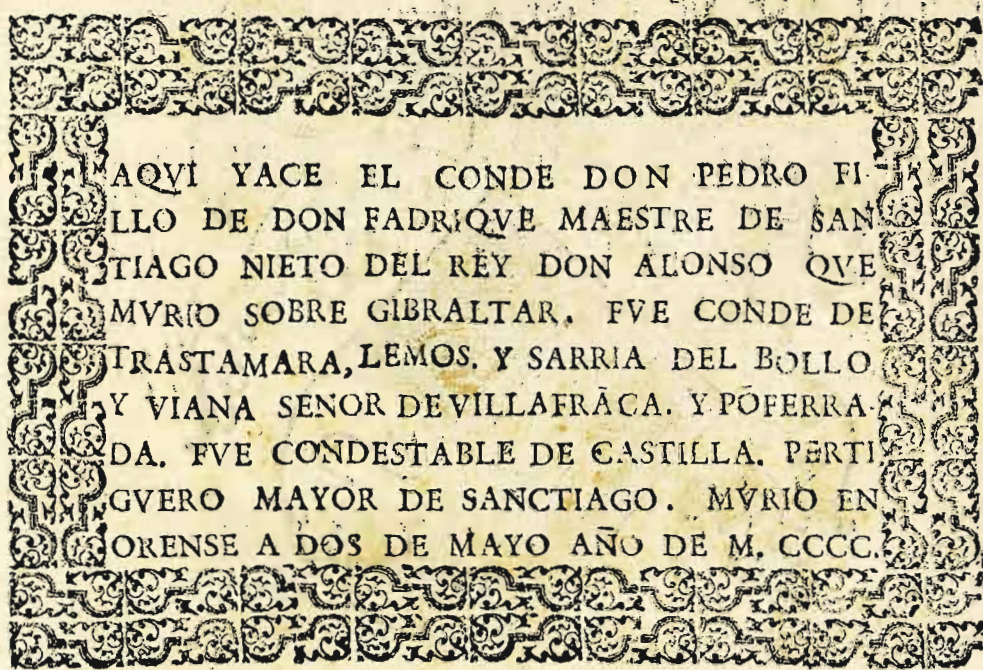 AQVI YACE EL CONDE DON PEDRO FI-
LLO DE DON FADRIQVE MAESTRE DE SAN
TIAGO NIETO DEL REY DON ALONSO QVE
MVRIO SOBRE GIBRALTAR. FVE CONDE DE
TRASTAMARA, LEMOS. Y SARRIA DEL BOLLO
Y VIANA SENOR DE VILLAFRÃCA. Y PÕFERRA-
DA. FVE CONDESTABLE DE CASTILLA. PERTI
GVERO MAYOR DE SANCTIAGO. MVRIO EN
ORENSE A DOS DE MAYO AÑO DE M. CCCC.